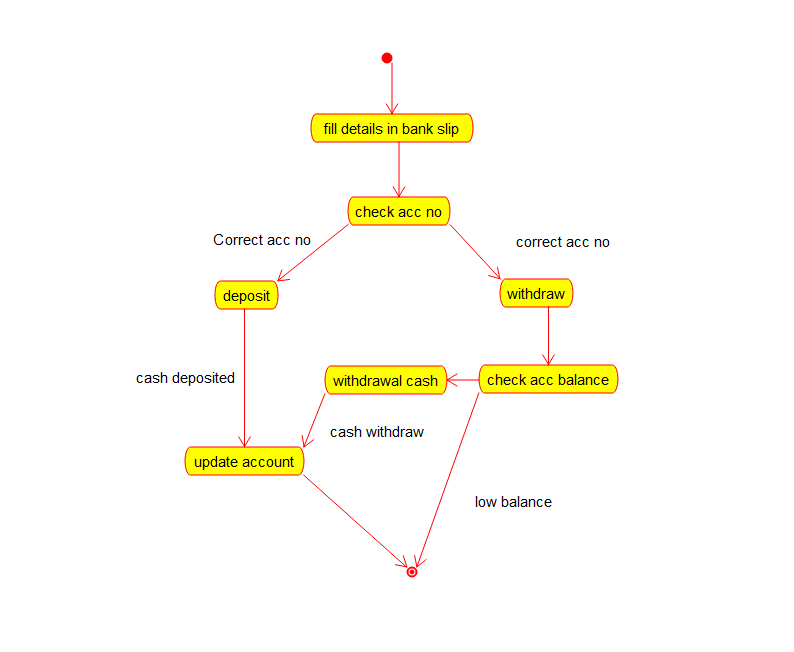 fill details in bank slip
check acc no
Correct acc no
correct acc no
deposit
withdraw
cash deposited
withdrawal cash
check acc balance
cash withdraw
update account
low balance